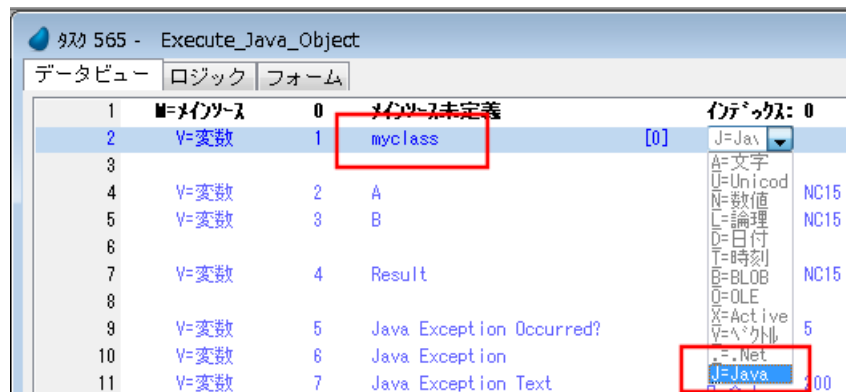 タスク 565 - Execute_Java_Object
データビュー ロジック フォーム
1 M=メインソース 0 メインソース未定義 インデックス: 0
2 V=変数 1 myclass [0] J=Jav
A=文字
3
U=Unicod
4 V=変数 2 A NC15
N=数値
5 V=変数 3 B L=論理 NC15
D=日付
6
T=時刻
7 V=変数 4 Result B=BLOB NC15
O=OLE
8
X=Active
9 V=変数 5 Java Exception Occurred? V=ベクトル 5
10 V=変数 6 Java Exception .=.Net
11 V=変数 7 Java Exception Text J=Java 200